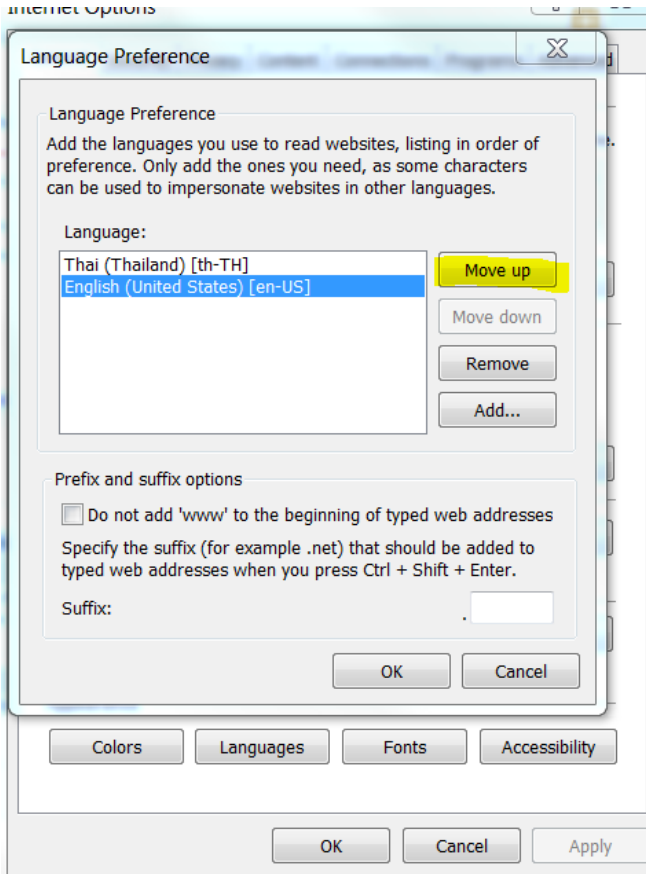 Internet Options
Language Preference
Language Preference
Add the languages you use to read websites, listing in order of
preference. Only add the ones you need, as some characters
can be used to impersonate websites in other languages.
Language:
Thai (Thailand) [th-TH]
English (United States) [en-US]
Move up
Move down
Remove
Add...
Prefix and suffix options
Do not add 'www' to the beginning of typed web addresses
Specify the suffix (for example .net) that should be added to
typed web addresses when you press Ctrl + Shift + Enter.
Suffix:
.
OK Cancel
Colors Languages Fonts Accessibility
OK Cancel Apply